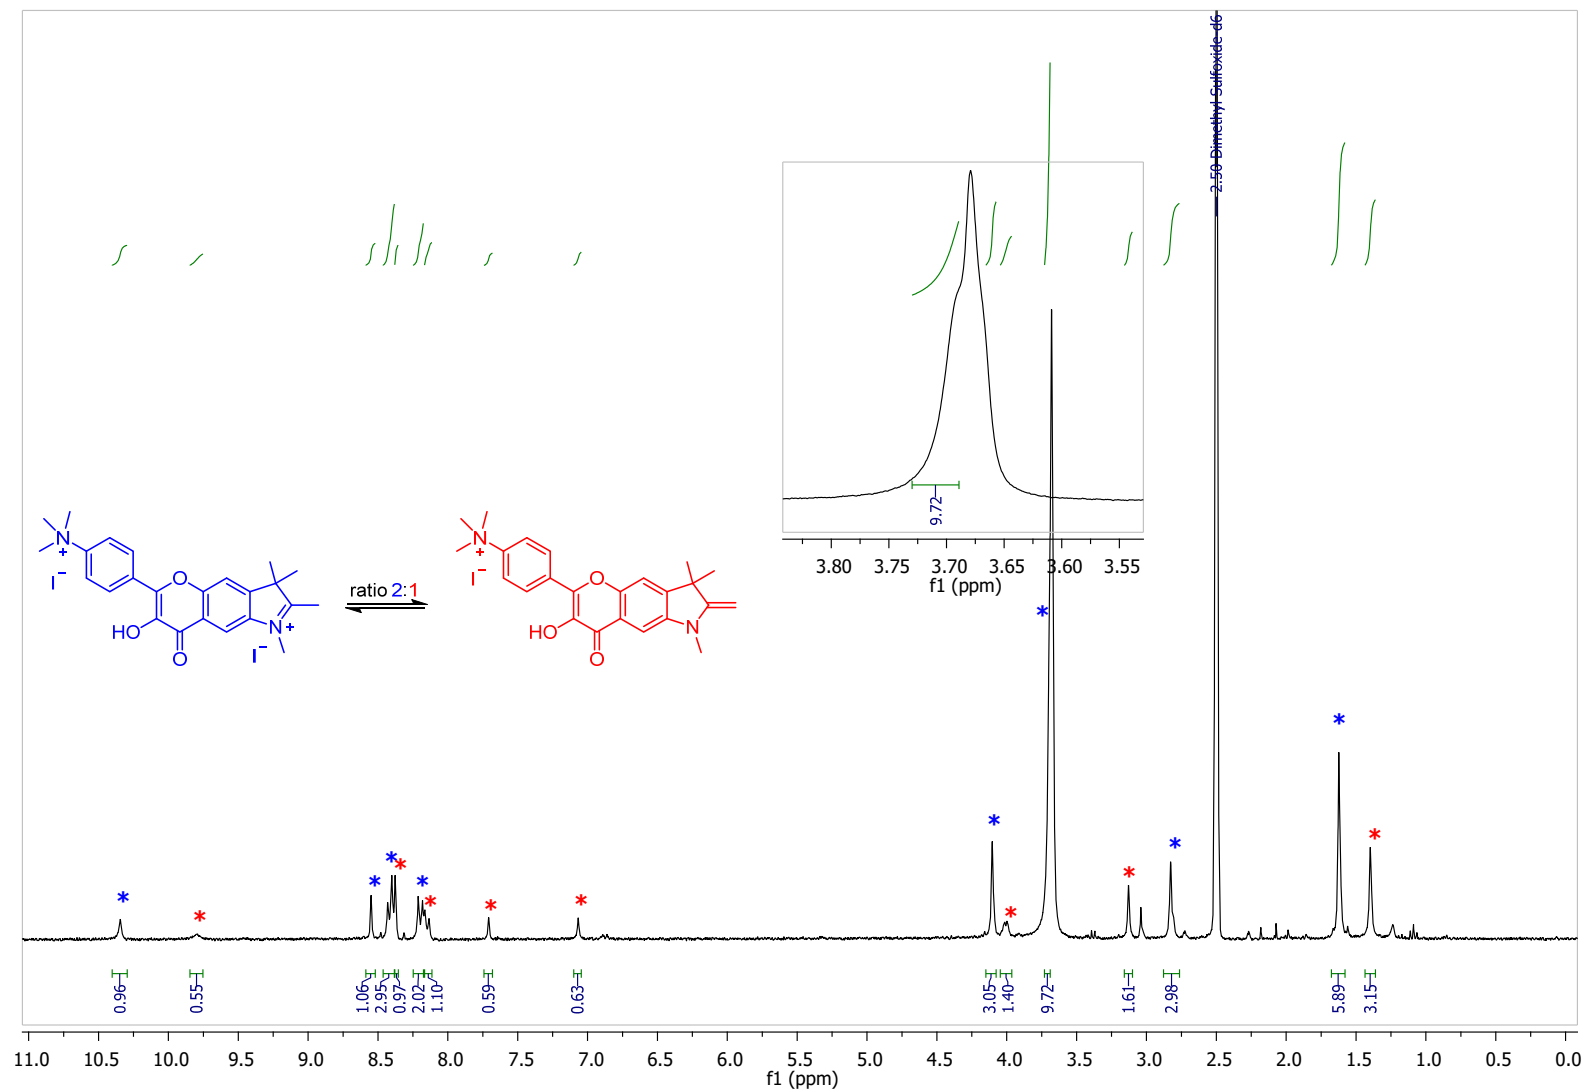 2.50 Dimethyl Sulfoxide-d6
9.72
3.80 3.75 3.70 3.65 3.60 3.55
f1 (ppm)
N
+
I⁻
O
HO
O
N
+
I⁻
ratio 2:1
N
+
I⁻
O
HO
O
N
0.96 0.55 1.06 2.95 0.97 2.02 1.10 0.59 0.63 3.05 1.40 9.72 1.61 2.98 5.89 3.15
11.0 10.5 10.0 9.5 9.0 8.5 8.0 7.5 7.0 6.5 6.0 5.5 5.0 4.5 4.0 3.5 3.0 2.5 2.0 1.5 1.0 0.5 0.0
f1 (ppm)